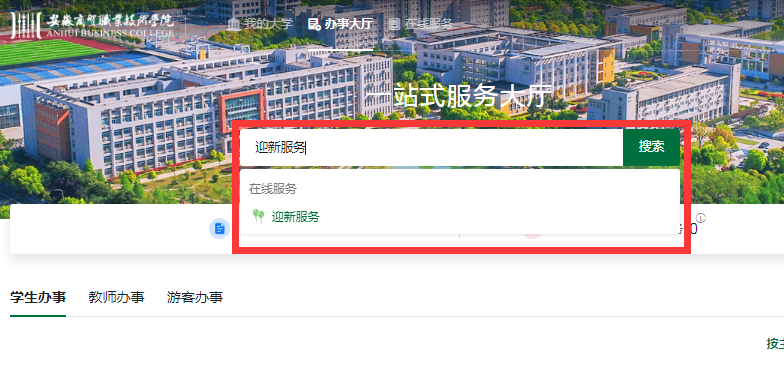 安徽商贸职业技术学院
ANHUI BUSINESS COLLEGE
我的大学 办事大厅 在线服务
一站式服务大厅
迎新服务 搜索
在线服务
迎新服务
0
学生办事 教师办事 游客办事
按